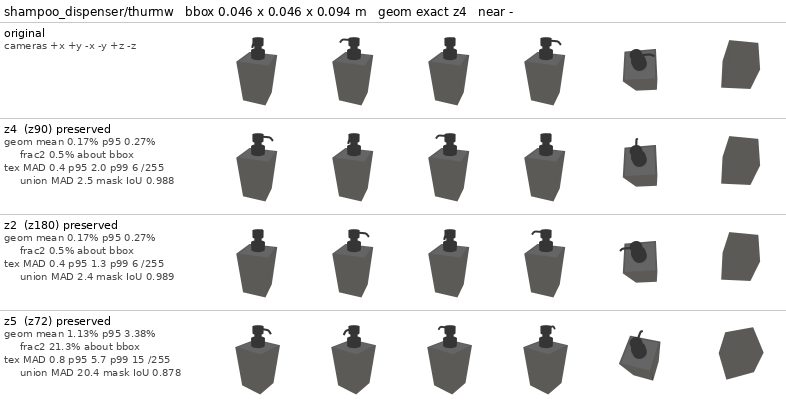 shampoo_dispenser/thurmw bbox 0.046 x 0.046 x 0.094 m geom exact z4 near -
original
cameras +x +y -x -y +z -z
z4 (z90) preserved
geom mean 0.17% p95 0.27%
frac2 0.5% about bbox
tex MAD 0.4 p95 2.0 p99 6 /255
union MAD 2.5 mask IoU 0.988
z2 (z180) preserved
geom mean 0.17% p95 0.27%
frac2 0.5% about bbox
tex MAD 0.4 p95 1.3 p99 6 /255
union MAD 2.4 mask IoU 0.989
z5 (z72) preserved
geom mean 1.13% p95 3.38%
frac2 21.3% about bbox
tex MAD 0.8 p95 5.7 p99 15 /255
union MAD 20.4 mask IoU 0.878